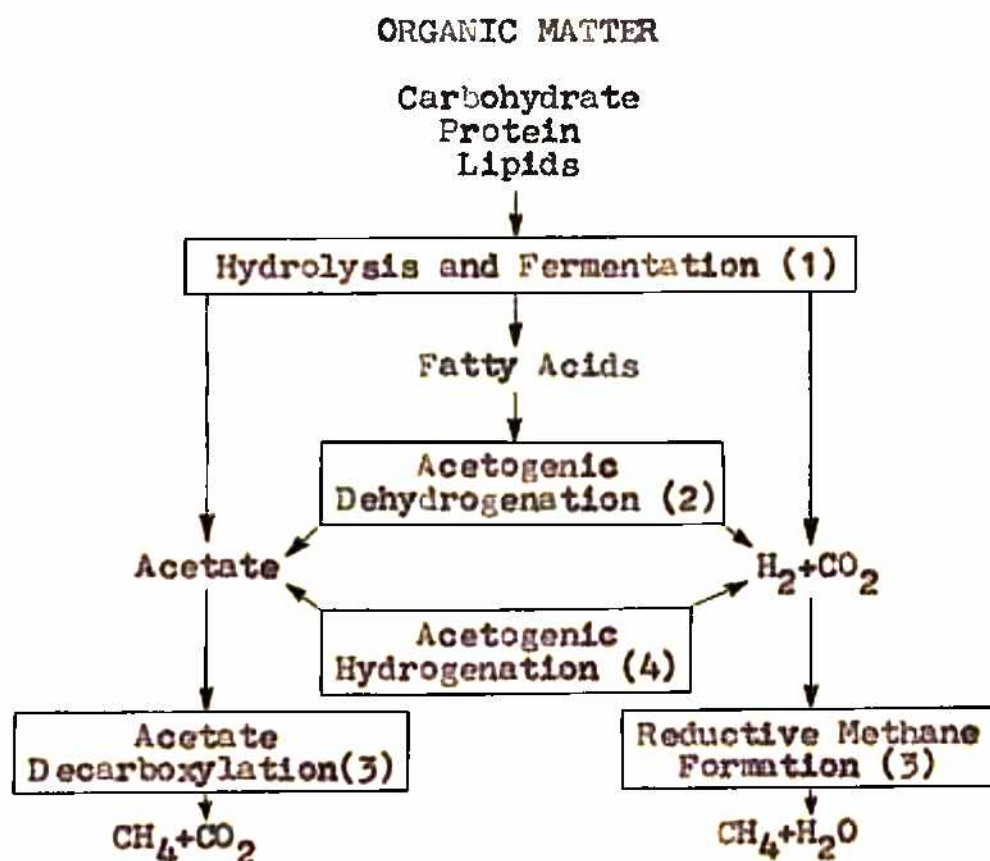 ORGANIC MATTER
Carbohydrate
Protein
Lipids
Hydrolysis and Fermentation (1)
Fatty Acids
Acetogenic
Dehydrogenation (2)
Acetate
H₂+CO₂
Acetogenic
Hydrogenation (4)
Acetate
Decarboxylation(3)
Reductive Methane
Formation (3)
CH₄+CO₂
CH₄+H₂O